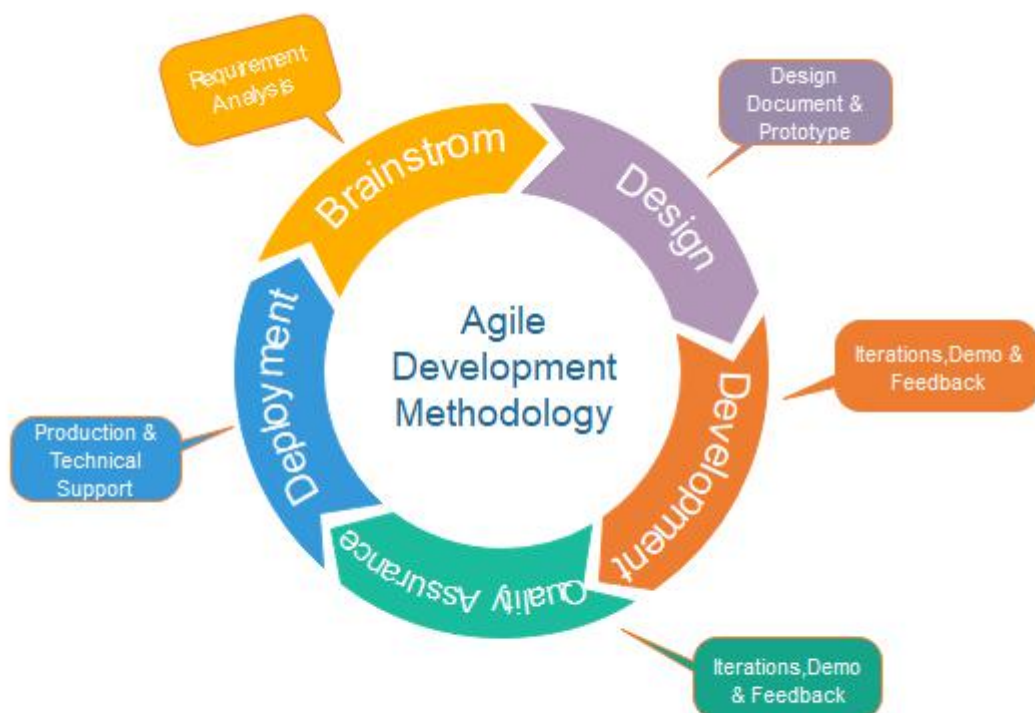 Requirement
Analysis
Brainstrom
Design
Document &
Prototype
Design
Agile
Development
Methodology
Iterations,Demo &
Feedback
Development
Deployment
Production &
Technical
Support
Quality Assurance
Iterations,Demo
& Feedback